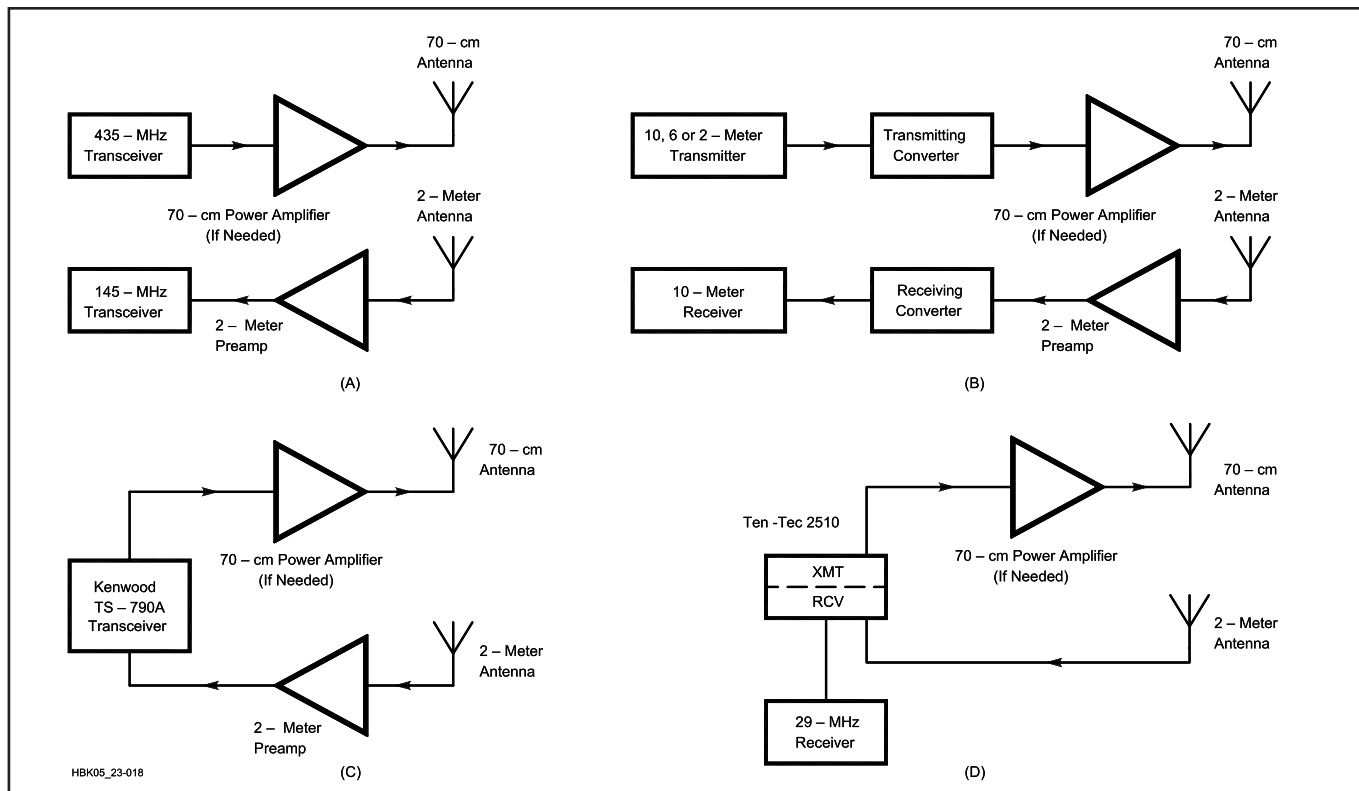 70 – cm
Antenna
435 – MHz
Transceiver
70 – cm Power Amplifier
(If Needed)
2 – Meter
Antenna
145 – MHz
Transceiver
2 – Meter
Preamp
(A)
70 – cm
Antenna
10, 6 or 2 – Meter
Transmitter
Transmitting
Converter
70 – cm Power Amplifier
(If Needed)
2 – Meter
Antenna
10 – Meter
Receiver
Receiving
Converter
2 – Meter
Preamp
(B)
70 – cm
Antenna
70 – cm Power Amplifier
(If Needed)
Kenwood
TS – 790A
Transceiver
2 – Meter
Antenna
2 – Meter
Preamp
(C)
70 – cm
Antenna
Ten -Tec 2510
70 – cm Power Amplifier
(If Needed)
XMT
RCV
2 – Meter
Antenna
29 – MHz
Receiver
(D)
HBK05_23-018